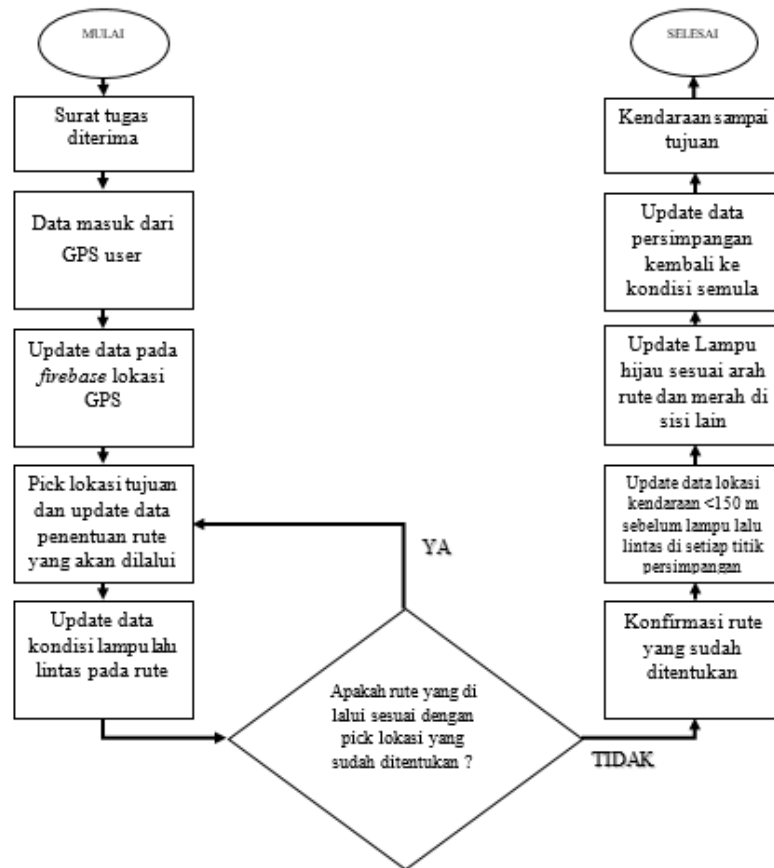 MULAI
Surat tugas
diterima
Data masuk dari
GPS user
Update data pada
firebase lokasi
GPS
Pick lokasi tujuan
dan update data
penentuan rute
yang akan dilalui
Update data
kondisi lampu lalu
lintas pada rute
Apakah rute yang di
lalui sesuai dengan
pick lokasi yang
sudah ditentukan ?
YA
TIDAK
Konfirmasi rute
yang sudah
ditentukan
Update data lokasi
kendaraan <150 m
sebelum lampu lalu
lintas di setiap titik
persimpangan
Update Lampu
hijau sesuai arah
rute dan merah di
sisi lain
Update data
persimpangan
kembali ke
kondisi semula
Kendaraan sampai
tujuan
SELESAI